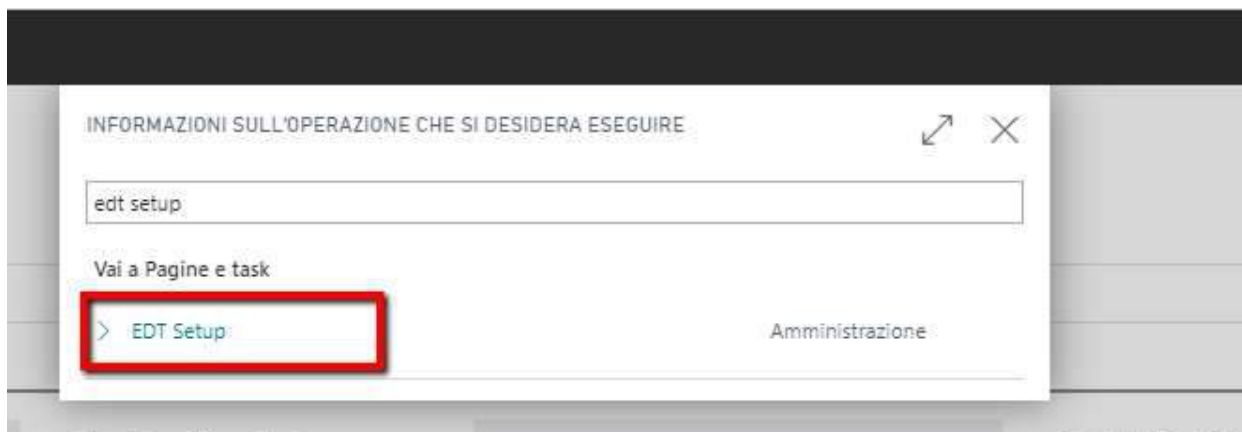 INFORMAZIONI SULL'OPERAZIONE CHE SI DESIDERA ESEGUIRE
edt setup
Vai a Pagine e task
EDT Setup Amministrazione